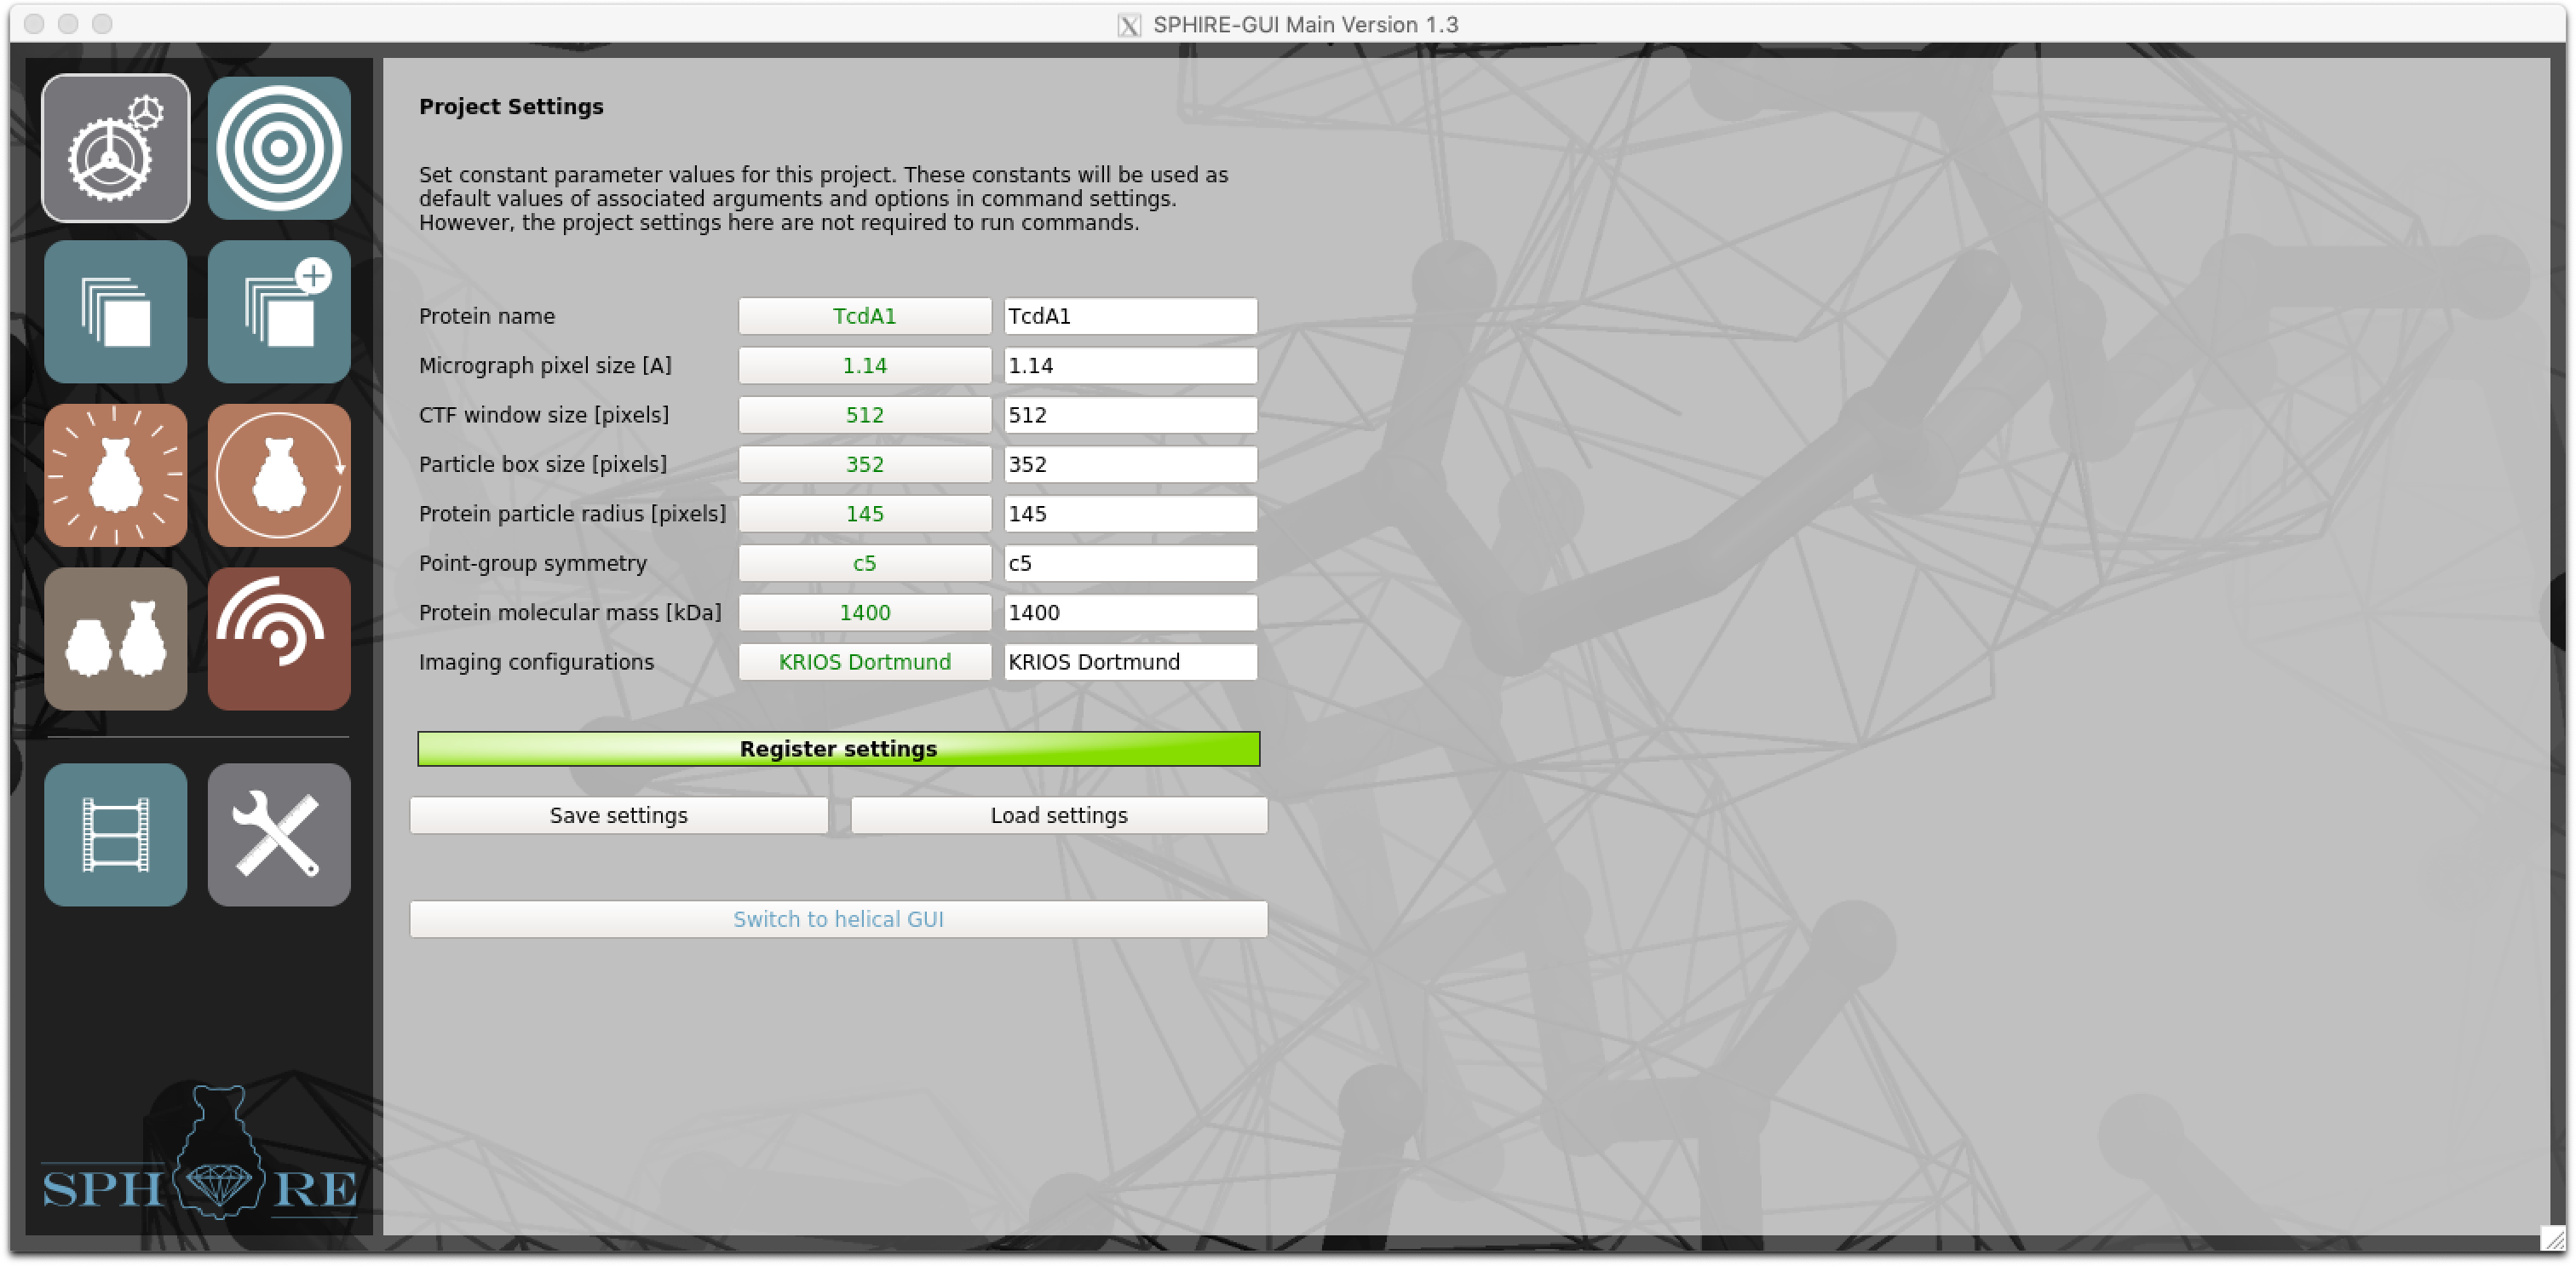 SPHIRE-GUI Main Version 1.3
Project Settings
Set constant parameter values for this project. These constants will be used as
default values of associated arguments and options in command settings.
However, the project settings here are not required to run commands.
Protein name TcdA1 TcdA1
Micrograph pixel size [A] 1.14 1.14
CTF window size [pixels] 512 512
Particle box size [pixels] 352 352
Protein particle radius [pixels] 145 145
Point-group symmetry c5 c5
Protein molecular mass [kDa] 1400 1400
Imaging configurations KRIOS Dortmund KRIOS Dortmund
Register settings
Save settings Load settings
Switch to helical GUI
SPH RE